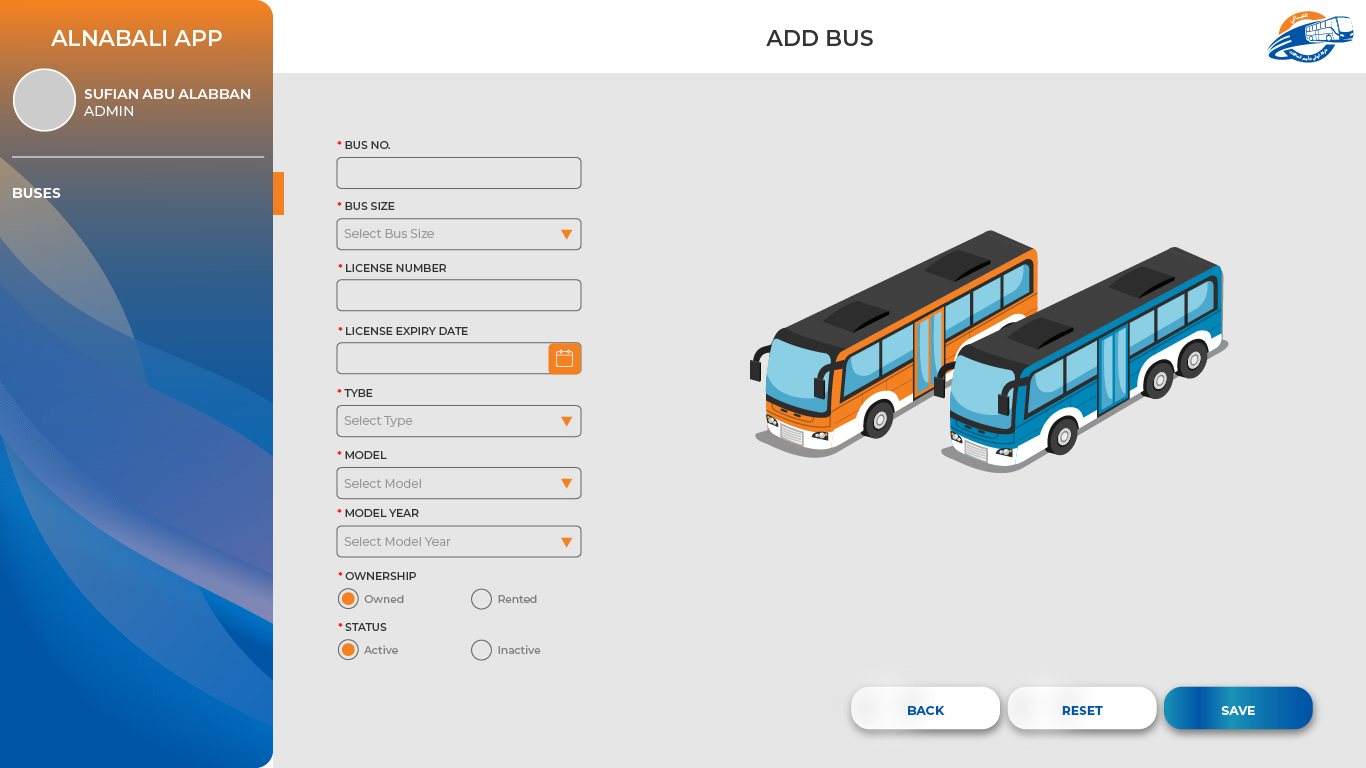 ALNABALI APP
SUFIAN ABU ALABBAN
ADMIN
BUSES
ADD BUS
* BUS NO.
* BUS SIZE
Select Bus Size
* LICENSE NUMBER
* LICENSE EXPIRY DATE
* TYBE
Select Type
* MODEL
Select Model
* MODEL YEAR
Select Model Year
* OWNERSHIP
Owned Rented
* STATUS
Active Inactive
BACK RESET SAVE